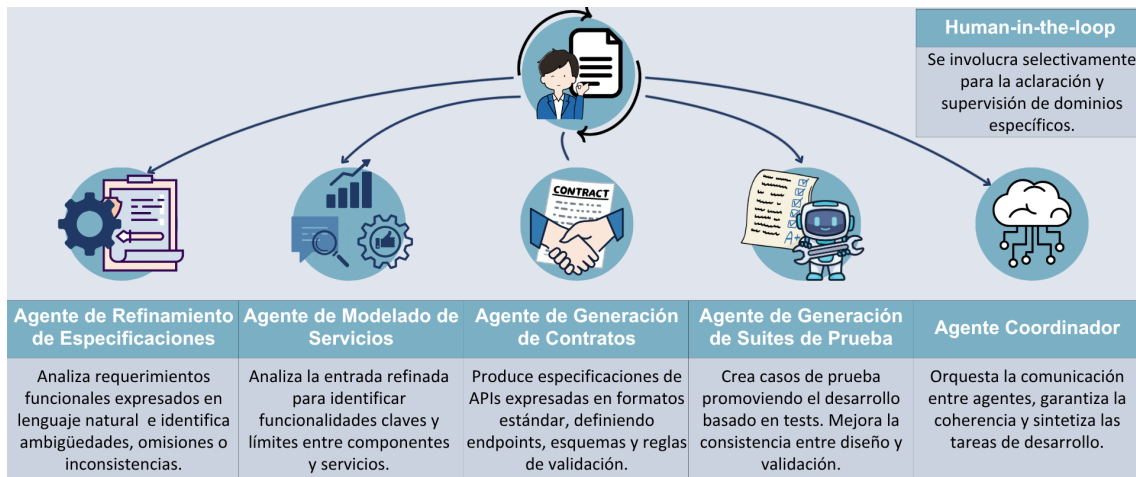 Human-in-the-loop
Se involucra selectivamente
para la aclaración y
supervisión de dominios
específicos.
CONTRACT
A+
Agente de Refinamiento
de Especificaciones
Analiza requerimientos
funcionales expresados en
lenguaje natural e identifica
ambigüedades, omisiones o
inconsistencias.
Agente de Modelado de
Servicios
Analiza la entrada refinada
para identificar
funcionalidades claves y
límites entre componentes
y servicios.
Agente de Generación
de Contratos
Produce especificaciones de
APIs expresadas en formatos
estándar, definiendo
endpoints, esquemas y reglas
de validación.
Agente de Generación
de Suites de Prueba
Crea casos de prueba
promoviendo el desarrollo
basado en tests. Mejora la
consistencia entre diseño y
validación.
Agente Coordinador
Orquesta la comunicación
entre agentes, garantiza la
coherencia y sintetiza las
tareas de desarrollo.